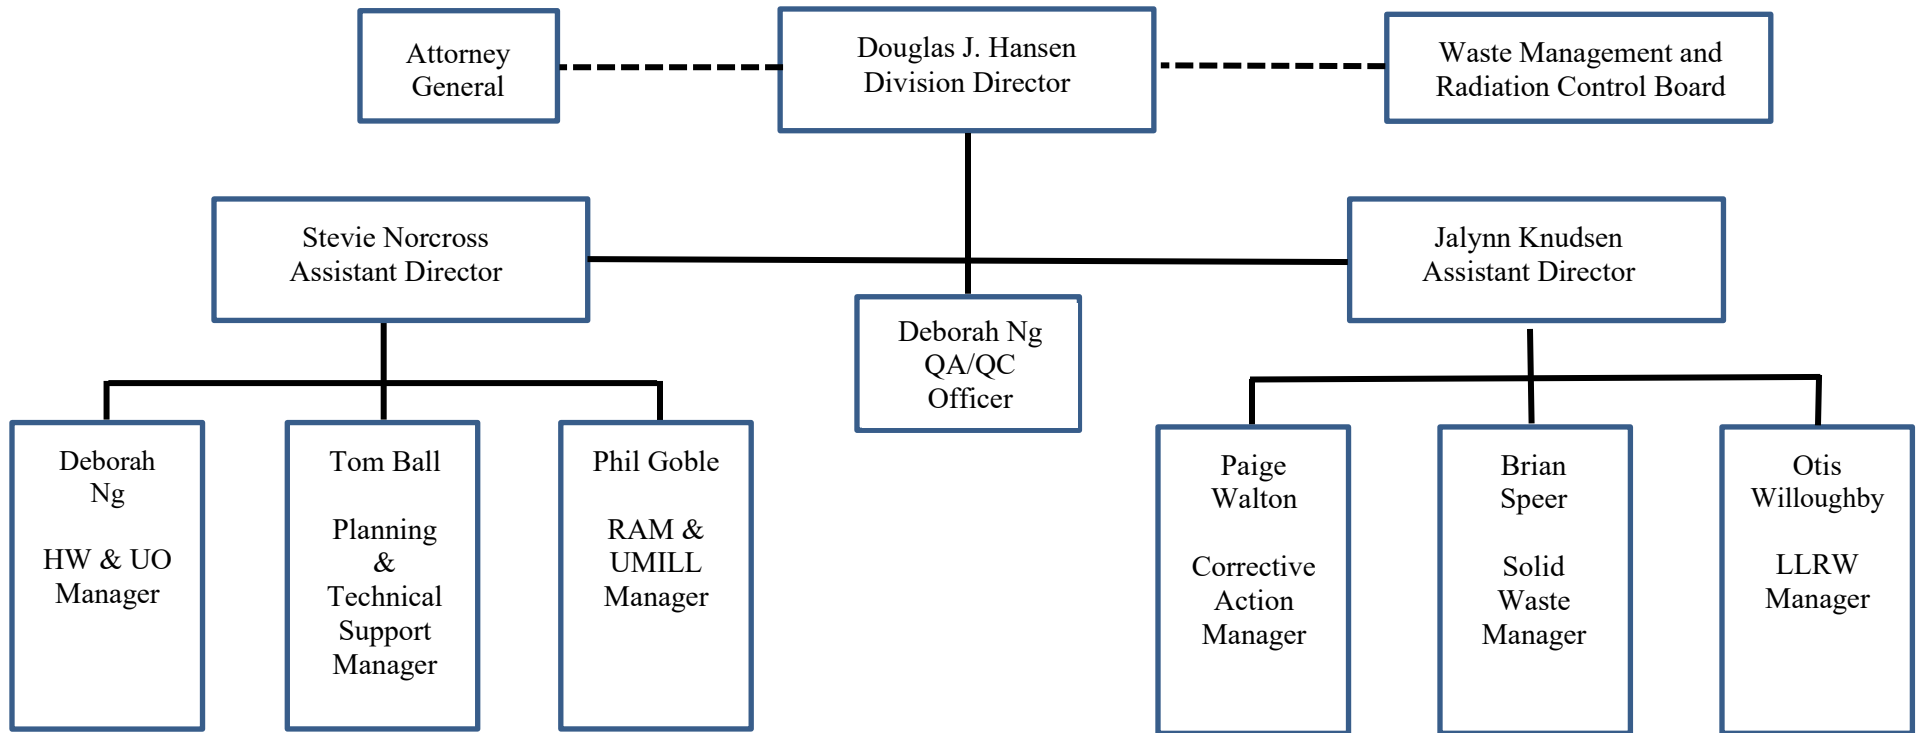 Attorney
General
Douglas J. Hansen
Division Director
Waste Management and
Radiation Control Board
Stevie Norcross
Assistant Director
Jalynn Knudsen
Assistant Director
Deborah Ng
QA/QC
Officer
Deborah
Ng
HW & UO
Manager
Tom Ball
Planning
&
Technical
Support
Manager
Phil Goble
RAM &
UMILL
Manager
Paige
Walton
Corrective
Action
Manager
Brian
Speer
Solid
Waste
Manager
Otis
Willoughby
LLRW
Manager